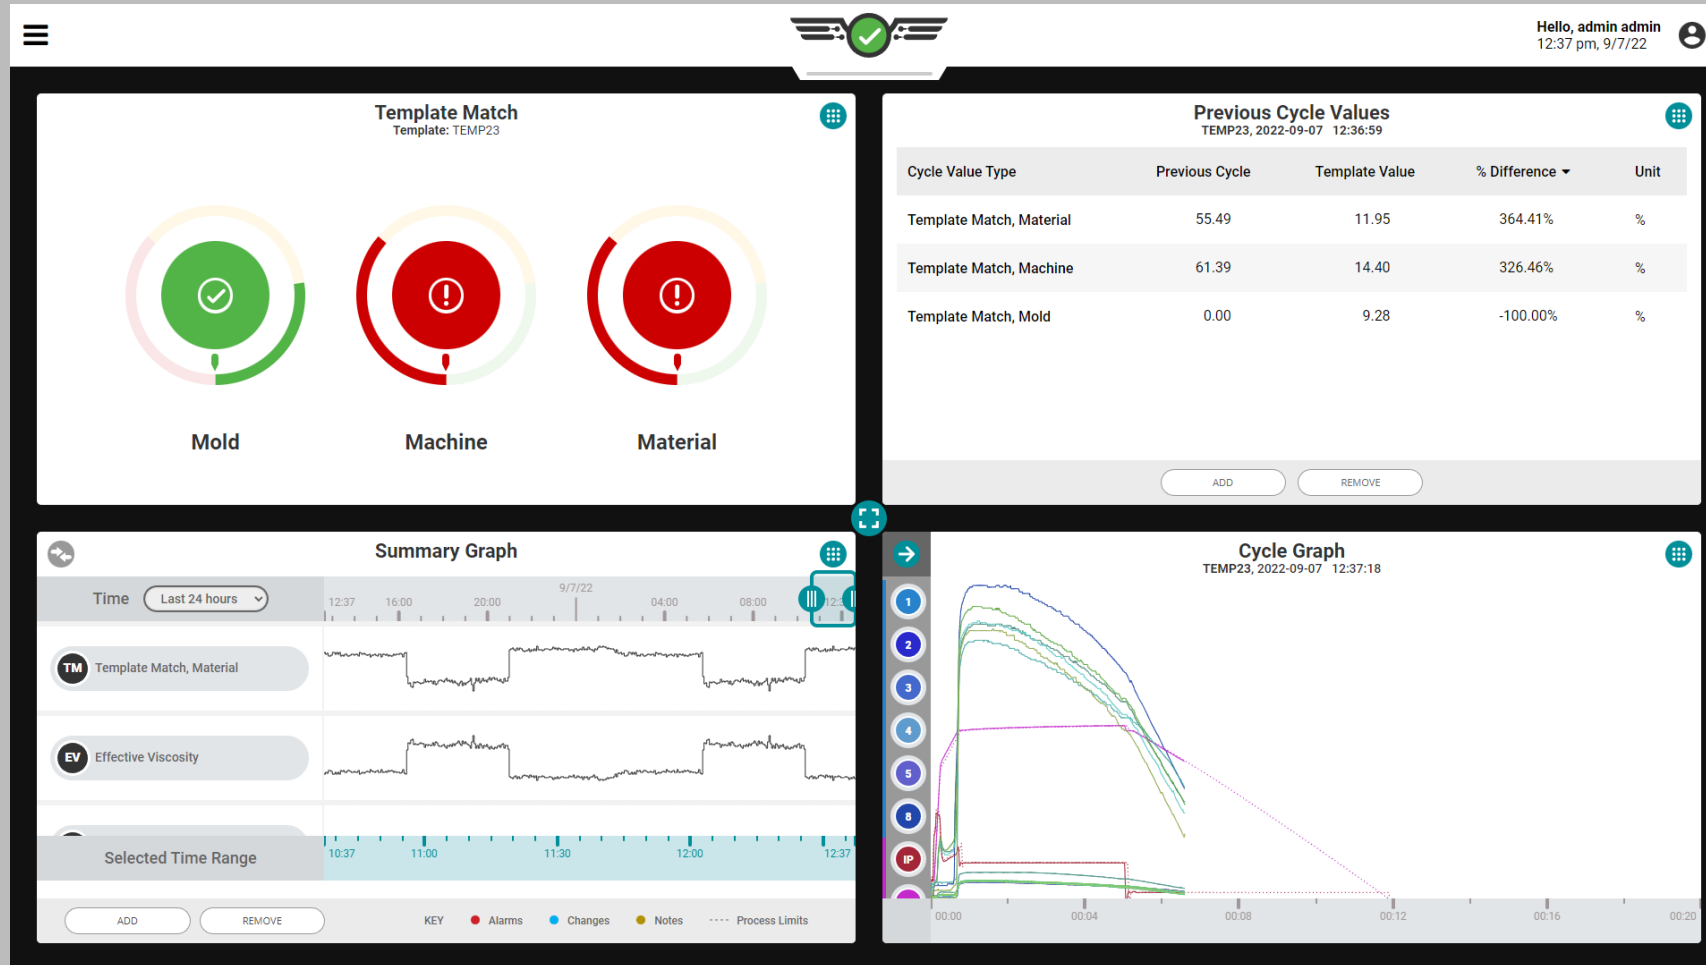 Hello, admin admin
12:37 pm, 9/7/22
Template Match
Template: TEMP23
Mold
Machine
Material
Previous Cycle Values
TEMP23, 2022-09-07 12:36:59
Cycle Value Type Previous Cycle Template Value % Difference Unit
Template Match, Material 55.49 11.95 364.41% %
Template Match, Machine 61.39 14.40 326.46% %
Template Match, Mold 0.00 9.28 -100.00% %
ADD REMOVE
Summary Graph
Time Last 24 hours
9/7/22
12:37 16:00 20:00 04:00 08:00
TM Template Match, Material
EV Effective Viscosity
Selected Time Range
10:37 11:00 11:30 12:00 12:37
ADD REMOVE KEY Alarms Changes Notes Process Limits
Cycle Graph
TEMP23, 2022-09-07 12:37:18
1
2
3
4
5
8
IP
00:00 00:04 00:08 00:12 00:16 00:20